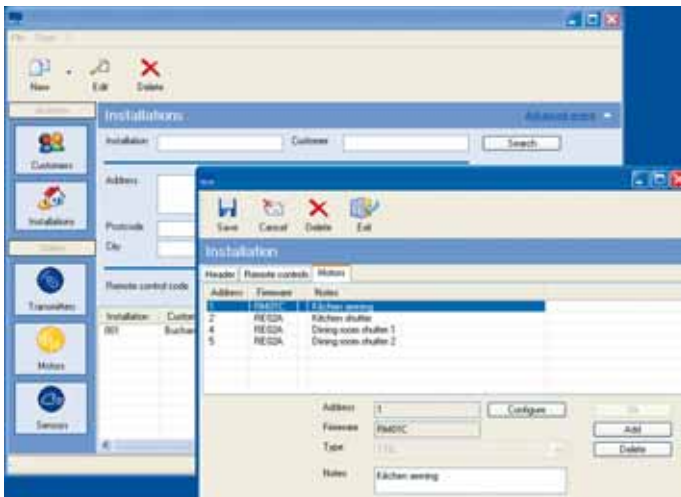 New
Edit
Delete
Installations
Advanced search
Installation
Customer
Search
Customers
Address
Installations
Postcode
City
Remote control code
Transmitters
Installation
001
Motors
Sensors
Save Cancel Delete Exit
Installation
Header Remote controls Motors
Address Firmware Notes
1 RM01C Kitchen awning
2 RE02A Kitchen shutter
4 RE02A Dining room shutter 1
5 RE02A Dining room shutter 2
Address 1 Configure
Firmware RM01C Add
Type Delete
Notes Kitchen awning